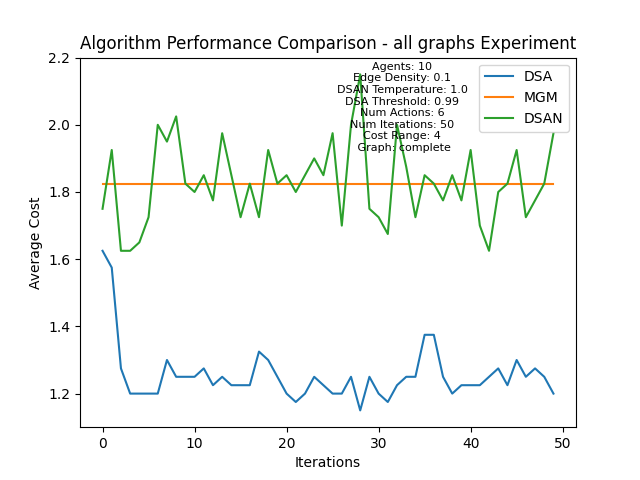 Algorithm Performance Comparison - all graphs Experiment
Agents: 10
Edge Density: 0.1
DSAN Temperature: 1.0
DSA Threshold: 0.99
Num Actions: 6
Num Iterations: 50
Cost Range: 4
Graph: complete
DSA
MGM
DSAN
2.2
2.0
1.8
1.6
1.4
1.2
Average Cost
0 10 20 30 40 50
Iterations